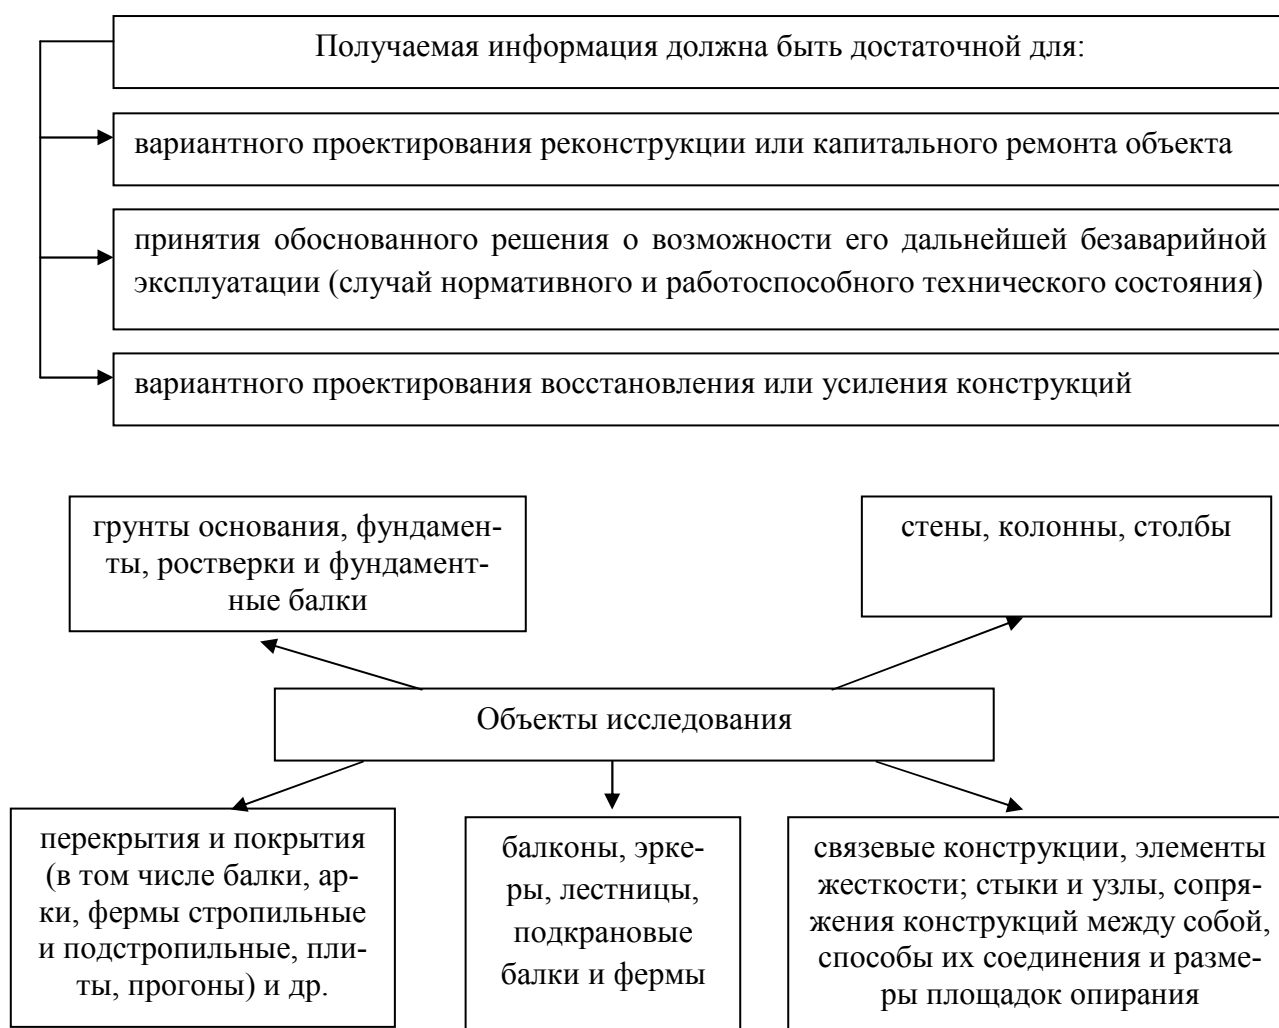 Получаемая информация должна быть достаточной для:
вариантного проектирования реконструкции или капитального ремонта объекта
принятия обоснованного решения о возможности его дальнейшей безаварийной
эксплуатации (случай нормативного и работоспособного технического состояния)
вариантного проектирования восстановления или усиления конструкций
грунты основания, фундамен-
ты, ростверки и фундамент-
ные балки
стены, колонны, столбы
Объекты исследования
перекрытия и покрытия
(в том числе балки, ар-
ки, фермы стропильные
и подстропильные, пли-
ты, прогоны) и др.
балконы, эрке-
ры, лестницы,
подкрановые
балки и фермы
связевые конструкции, элементы
жесткости; стыки и узлы, сопря-
жения конструкций между собой,
способы их соединения и разме-
ры площадок опирания